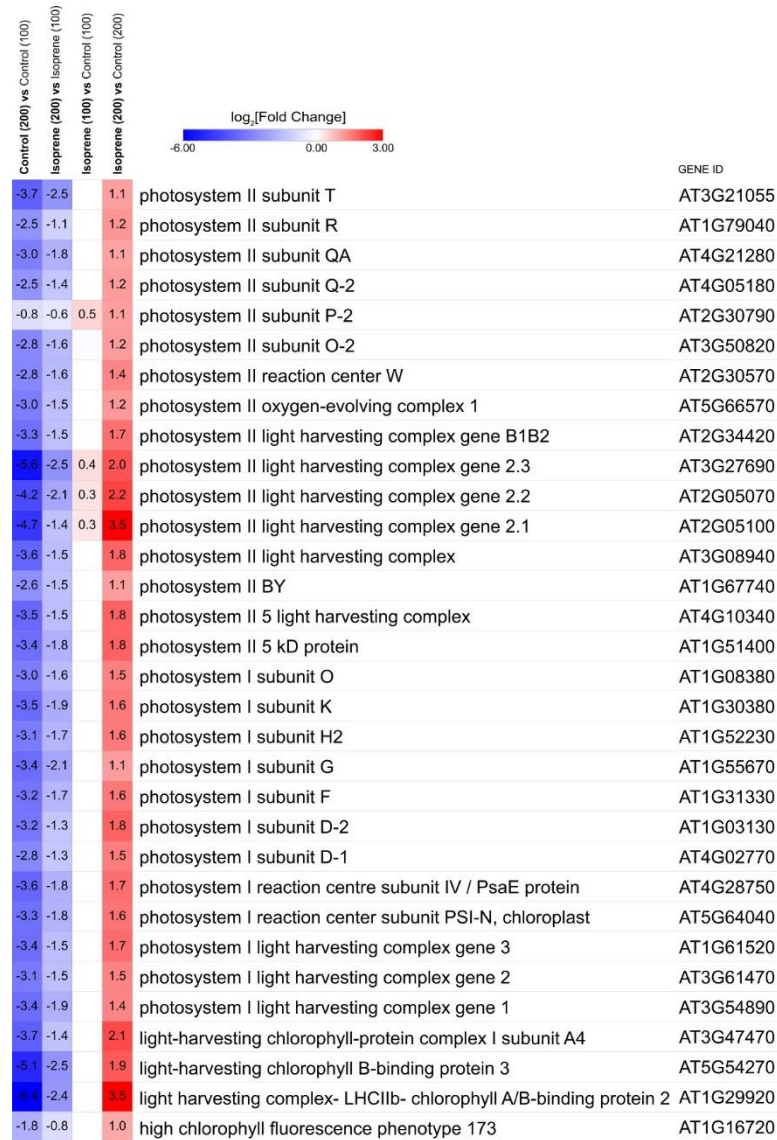 Control (200) vs Control (100)
Isoprene (200) vs Isoprene (100)
Isoprene (100) vs Control (100)
Isoprene (200) vs Control (200)
log₂[Fold Change]
-6.00 0.00 3.00
GENE ID
-3.7 -2.5 1.1 photosystem II subunit T AT3G21055
-2.5 -1.1 1.2 photosystem II subunit R AT1G79040
-3.0 -1.8 1.1 photosystem II subunit QA AT4G21280
-2.5 -1.4 1.2 photosystem II subunit Q-2 AT4G05180
-0.8 -0.6 0.5 1.1 photosystem II subunit P-2 AT2G30790
-2.8 -1.6 1.2 photosystem II subunit O-2 AT3G50820
-2.8 -1.6 1.4 photosystem II reaction center W AT2G30570
-3.0 -1.5 1.2 photosystem II oxygen-evolving complex 1 AT5G66570
-3.3 -1.5 1.7 photosystem II light harvesting complex gene B1B2 AT2G34420
-5.6 -2.5 0.4 2.0 photosystem II light harvesting complex gene 2.3 AT3G27690
-4.2 -2.1 0.3 2.2 photosystem II light harvesting complex gene 2.2 AT2G05070
-4.7 -1.4 0.3 3.5 photosystem II light harvesting complex gene 2.1 AT2G05100
-3.6 -1.5 1.8 photosystem II light harvesting complex AT3G08940
-2.6 -1.5 1.1 photosystem II BY AT1G67740
-3.5 -1.5 1.8 photosystem II 5 light harvesting complex AT4G10340
-3.4 -1.8 1.8 photosystem II 5 kD protein AT1G51400
-3.0 -1.6 1.5 photosystem I subunit O AT1G08380
-3.5 -1.9 1.6 photosystem I subunit K AT1G30380
-3.1 -1.7 1.6 photosystem I subunit H2 AT1G52230
-3.4 -2.1 1.1 photosystem I subunit G AT1G55670
-3.2 -1.7 1.6 photosystem I subunit F AT1G31330
-3.2 -1.3 1.8 photosystem I subunit D-2 AT1G03130
-2.8 -1.3 1.5 photosystem I subunit D-1 AT4G02770
-3.6 -1.8 1.7 photosystem I reaction centre subunit IV / PsaE protein AT4G28750
-3.3 -1.8 1.6 photosystem I reaction center subunit PSI-N, chloroplast AT5G64040
-3.4 -1.5 1.7 photosystem I light harvesting complex gene 3 AT1G61520
-3.1 -1.5 1.5 photosystem I light harvesting complex gene 2 AT3G61470
-3.4 -1.9 1.4 photosystem I light harvesting complex gene 1 AT3G54890
-3.7 -1.4 2.1 light-harvesting chlorophyll-protein complex I subunit A4 AT3G47470
-5.1 -2.5 1.9 light-harvesting chlorophyll B-binding protein 3 AT5G54270
-6.4 -2.4 3.5 light harvesting complex- LHCIIb- chlorophyll A/B-binding protein 2 AT1G29920
-1.8 -0.8 1.0 high chlorophyll fluorescence phenotype 173 AT1G16720